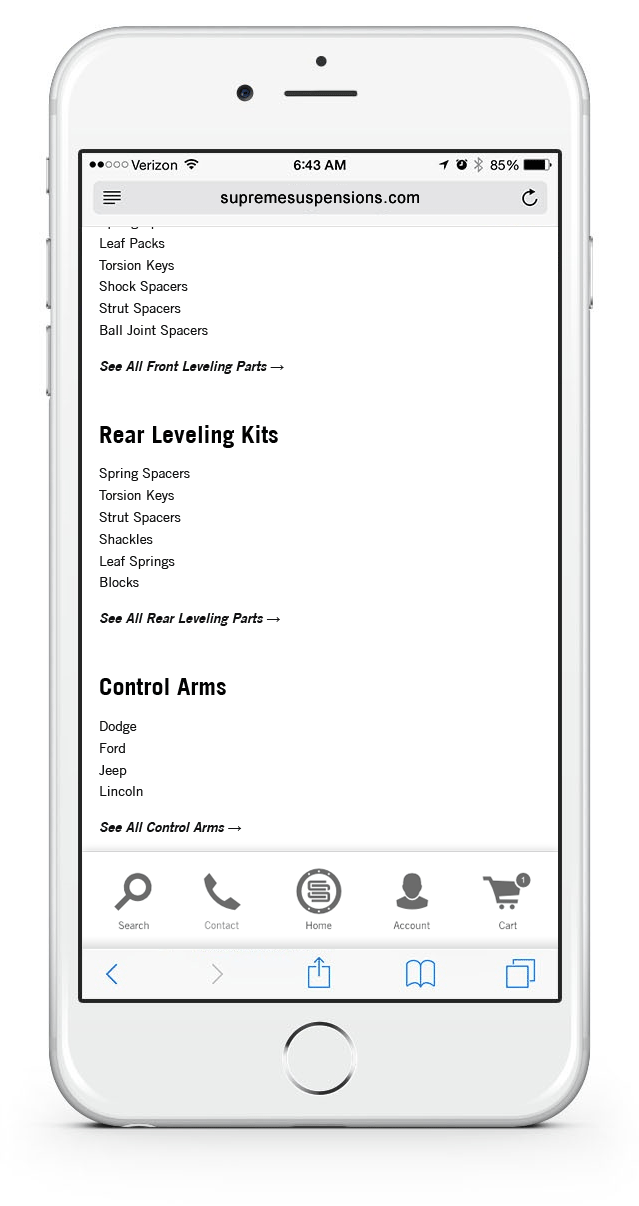 Verizon 6:43 AM 85%
supremesuspensions.com
Leaf Packs
Torsion Keys
Shock Spacers
Strut Spacers
Ball Joint Spacers
See All Front Leveling Parts →
Rear Leveling Kits
Spring Spacers
Torsion Keys
Strut Spacers
Shackles
Leaf Springs
Blocks
See All Rear Leveling Parts →
Control Arms
Dodge
Ford
Jeep
Lincoln
See All Control Arms →
1
Search Contact Home Account Cart